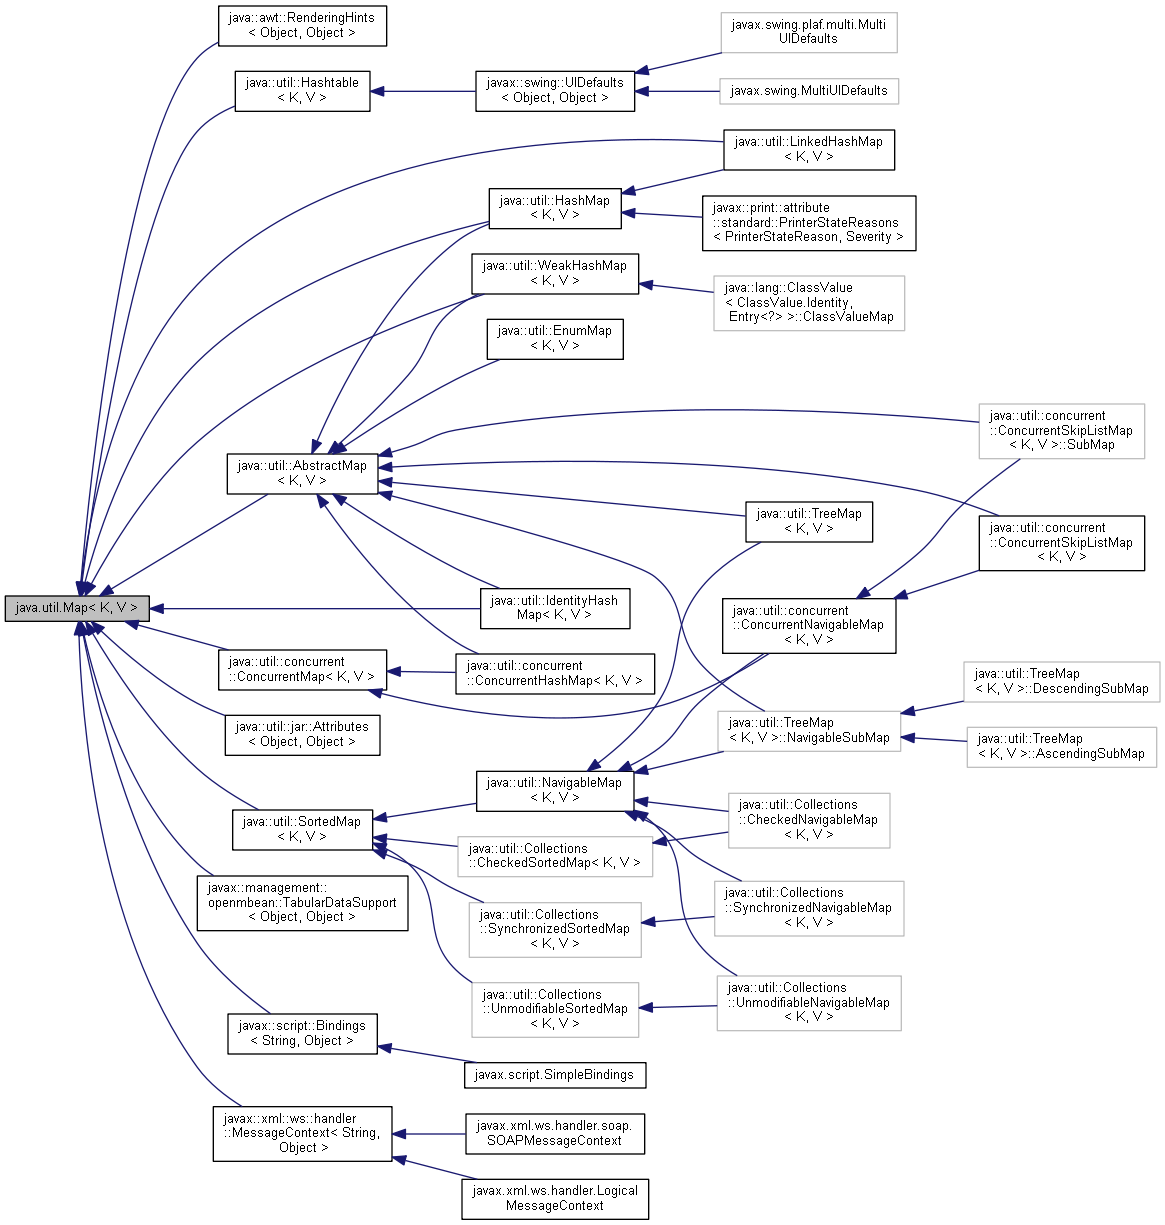 java::awt::RenderingHints
< Object, Object >
javax.swing.plaf.multi.Multi
UIDefaults
java::util::Hashtable
< K, V >
javax::swing::UIDefaults
< Object, Object >
javax.swing.MultiUIDefaults
java::util::LinkedHashMap
< K, V >
java::util::HashMap
< K, V >
javax::print::attribute
::standard::PrinterStateReasons
< PrinterStateReason, Severity >
java::util::WeakHashMap
< K, V >
java::lang::ClassValue
< ClassValue.Identity,
Entry<?> >::ClassValueMap
java::util::EnumMap
< K, V >
java::util::concurrent
::ConcurrentSkipListMap
< K, V >::SubMap
java::util::AbstractMap
< K, V >
java::util::TreeMap
< K, V >
java::util::concurrent
::ConcurrentSkipListMap
< K, V >
java.util.Map< K, V >
java::util::IdentityHash
Map< K, V >
java::util::concurrent
::ConcurrentNavigableMap
< K, V >
java::util::concurrent
::ConcurrentMap< K, V >
java::util::concurrent
::ConcurrentHashMap< K, V >
java::util::TreeMap
< K, V >::DescendingSubMap
java::util::jar::Attributes
< Object, Object >
java::util::TreeMap
< K, V >::NavigableSubMap
java::util::TreeMap
< K, V >::AscendingSubMap
java::util::NavigableMap
< K, V >
java::util::SortedMap
< K, V >
java::util::Collections
::CheckedNavigableMap
< K, V >
java::util::Collections
::CheckedSortedMap< K, V >
javax::management::
openmbean::TabularDataSupport
< Object, Object >
java::util::Collections
::SynchronizedSortedMap
< K, V >
java::util::Collections
::SynchronizedNavigableMap
< K, V >
java::util::Collections
::UnmodifiableSortedMap
< K, V >
java::util::Collections
::UnmodifiableNavigableMap
< K, V >
javax::script::Bindings
< String, Object >
javax.script.SimpleBindings
javax::xml::ws::handler
::MessageContext< String,
Object >
javax.xml.ws.handler.soap.
SOAPMessageContext
javax.xml.ws.handler.Logical
MessageContext